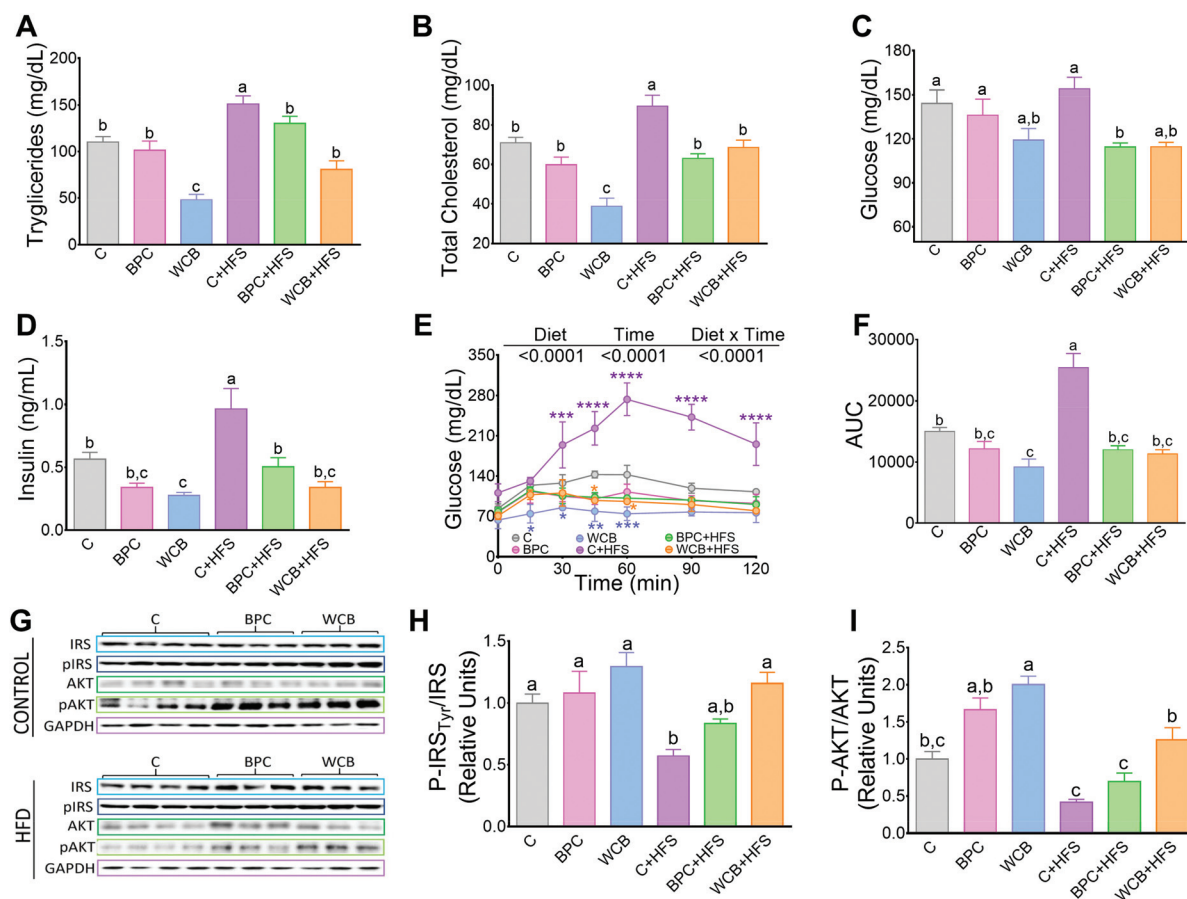 A
Tryglicerides (mg/dL)
200
150
100
50
0
b
b
c
a
b
b
C
BPC
WCB
C+HFS
BPC+HFS
WCB+HFS
B
Total Cholesterol (mg/dL)
100
80
60
40
20
b
b
c
a
b
b
C
BPC
WCB
C+HFS
BPC+HFS
WCB+HFS
C
Glucose (mg/dL)
180
150
120
90
60
a
a
a,b
a
b
a,b
C
BPC
WCB
C+HFS
BPC+HFS
WCB+HFS
D
Insulin (ng/mL)
1.5
1.0
0.5
0.0
b
b,c
c
a
b
b,c
C
BPC
WCB
C+HFS
BPC+HFS
WCB+HFS
E
Diet Time Diet x Time
<0.0001 <0.0001 <0.0001
Glucose (mg/dL)
350
280
210
140
70
0
***
****
****
****
****
*
*
*
*
**
***
C WCB BPC+HFS
BPC C+HFS WCB+HFS
0 30 60 90 120
Time (min)
F
AUC
30000
20000
10000
0
b
b,c
c
a
b,c
b,c
C
BPC
WCB
C+HFS
BPC+HFS
WCB+HFS
G
CONTROL
C BPC WCB
IRS
pIRS
AKT
pAKT
GAPDH
HFD
C BPC WCB
IRS
pIRS
AKT
pAKT
GAPDH
H
P-IRSTyr/IRS
(Relative Units)
1.5
1.0
0.5
0.0
a
a
a
b
a,b
a
C
BPC
WCB
C+HFS
BPC+HFS
WCB+HFS
I
P-AKT/AKT
(Relative Units)
2.5
2.0
1.5
1.0
0.5
0.0
b,c
a,b
a
c
c
b
C
BPC
WCB
C+HFS
BPC+HFS
WCB+HFS